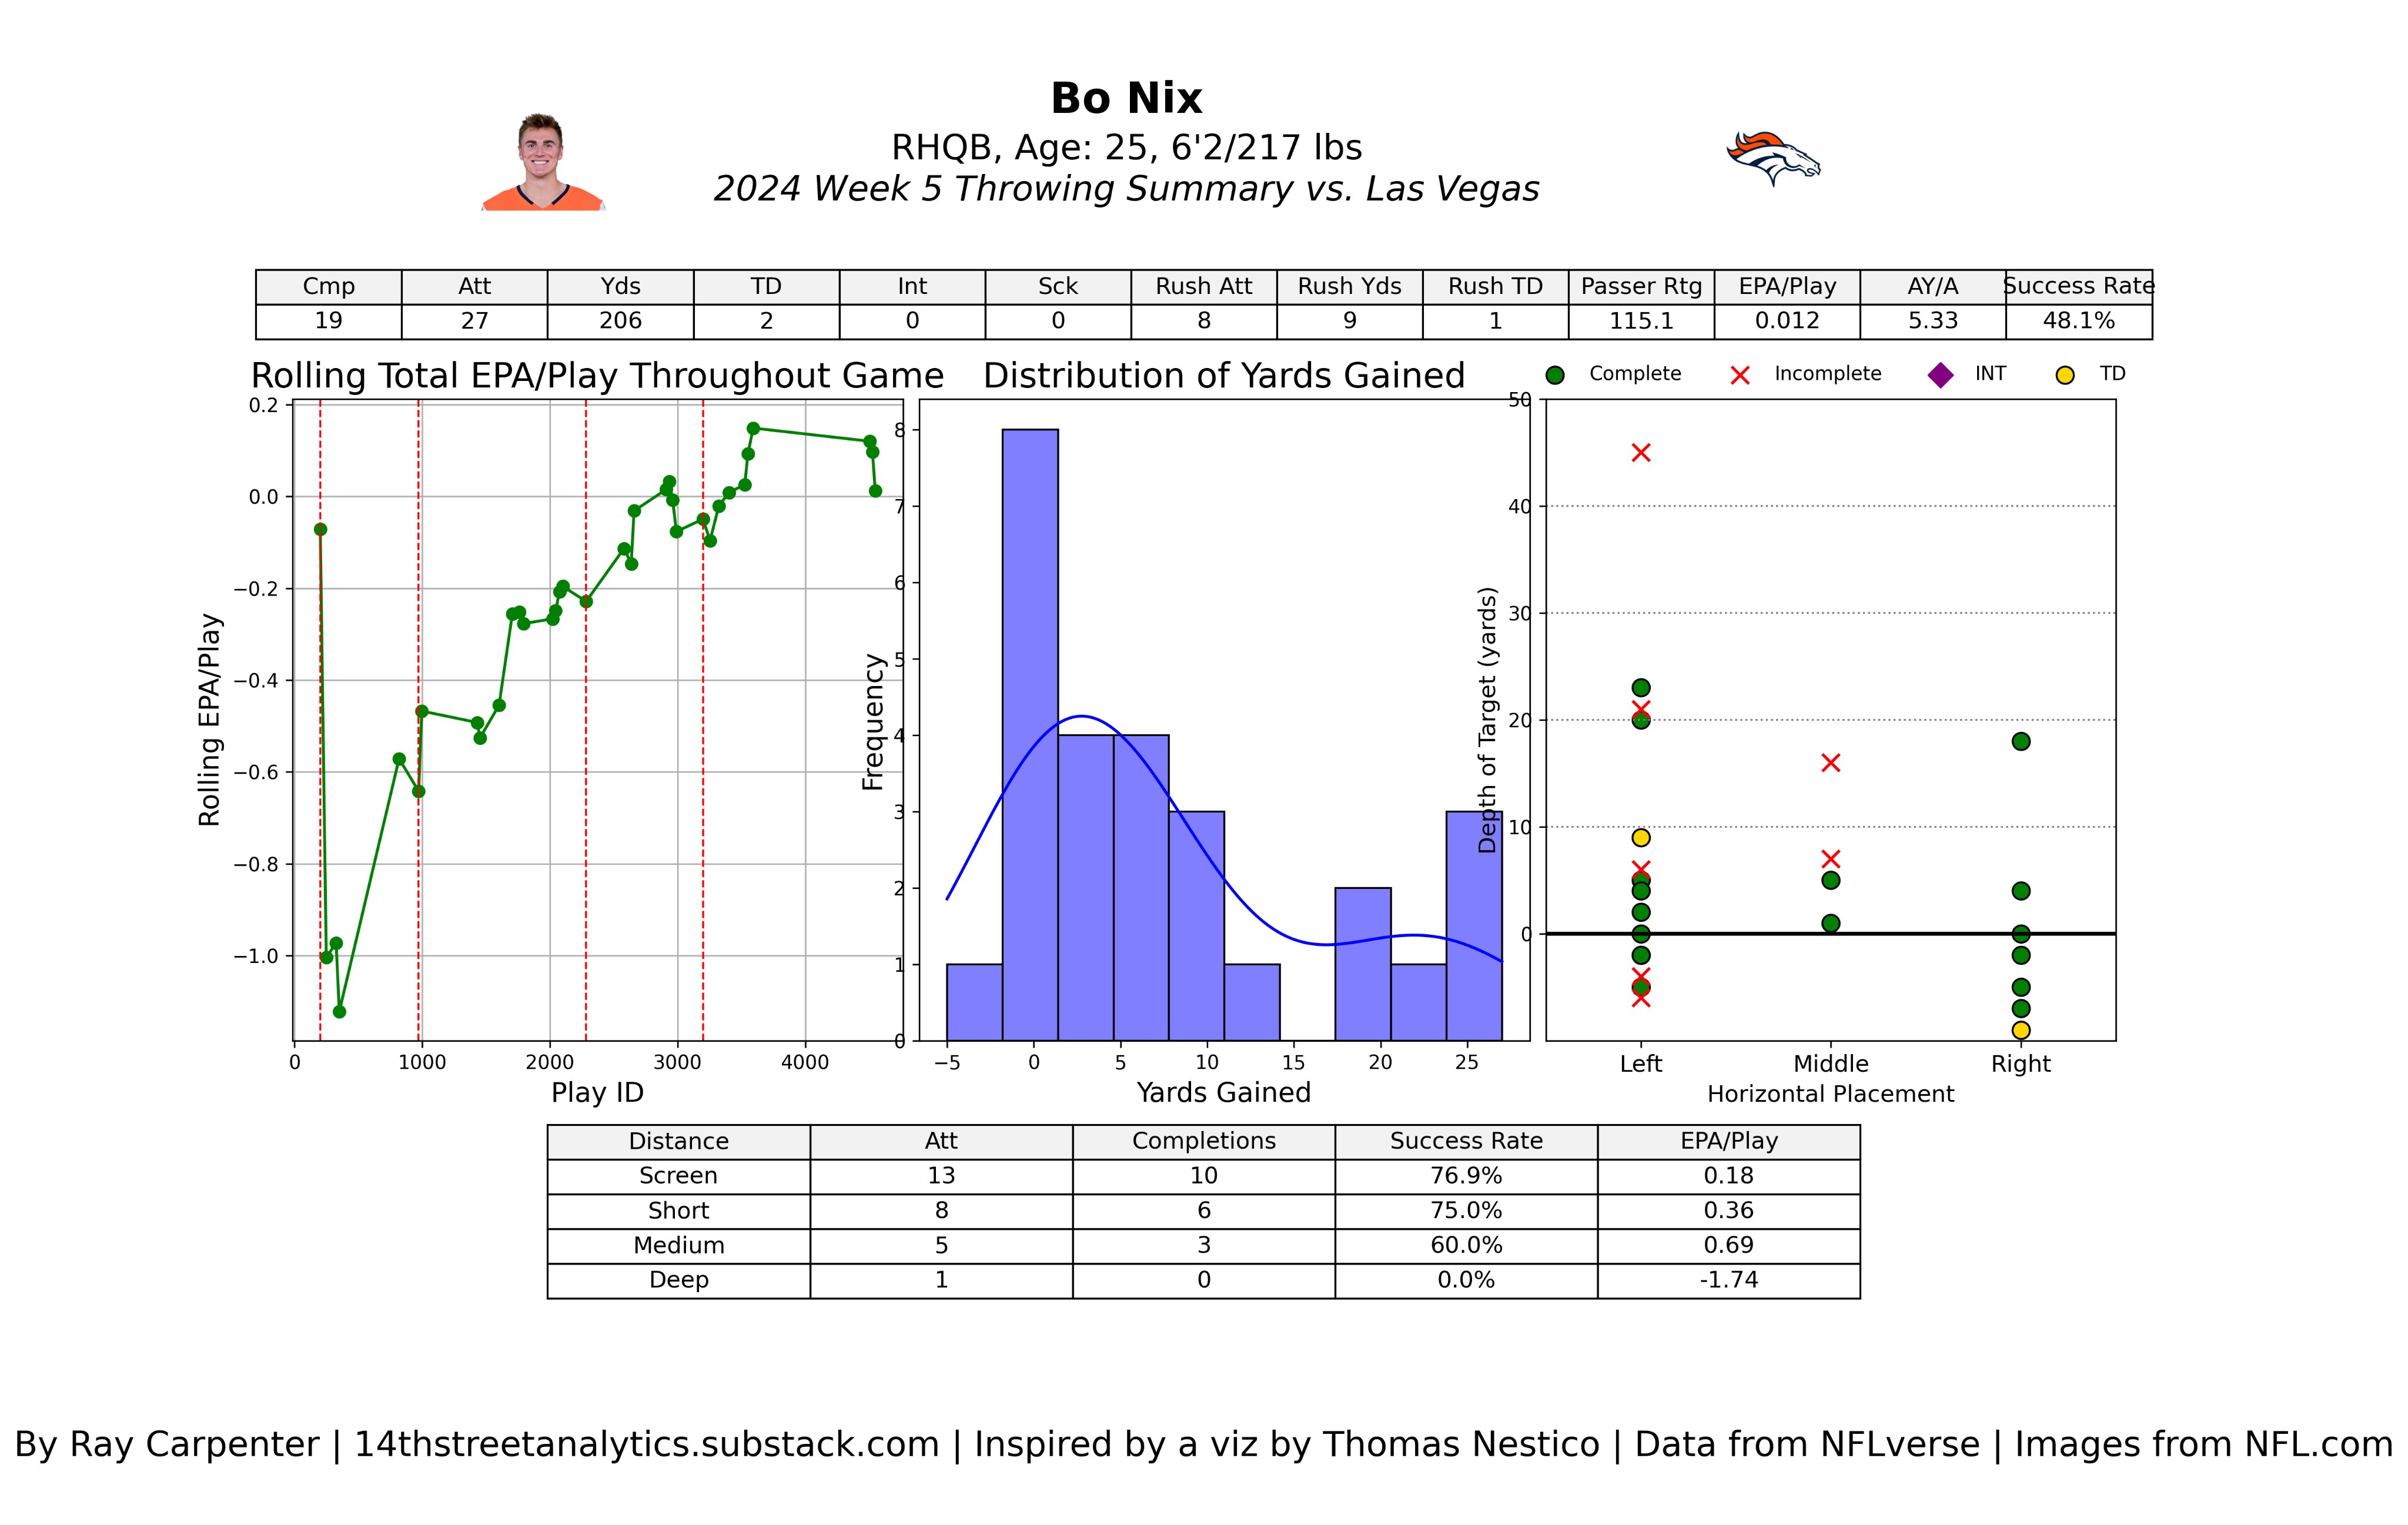 Bo Nix
RHQB, Age: 25, 6'2/217 lbs
2024 Week 5 Throwing Summary vs. Las Vegas
Cmp Att Yds TD Int Sck Rush Att Rush Yds Rush TD Passer Rtg EPA/Play AY/A Success Rate
19 27 206 2 0 0 8 9 1 115.1 0.012 5.33 48.1%
Rolling Total EPA/Play Throughout Game
Rolling EPA/Play
0.2
0.0
−0.2
−0.4
−0.6
−0.8
−1.0
0 1000 2000 3000 4000
Play ID
Distribution of Yards Gained
Frequency
8
7
6
5
4
3
2
1
0
−5 0 5 10 15 20 25
Yards Gained
Complete Incomplete INT TD
Depth of Target (yards)
50
40
30
20
10
0
Left Middle Right
Horizontal Placement
Distance Att Completions Success Rate EPA/Play
Screen 13 10 76.9% 0.18
Short 8 6 75.0% 0.36
Medium 5 3 60.0% 0.69
Deep 1 0 0.0% -1.74
By Ray Carpenter | 14thstreetanalytics.substack.com | Inspired by a viz by Thomas Nestico | Data from NFLverse | Images from NFL.com